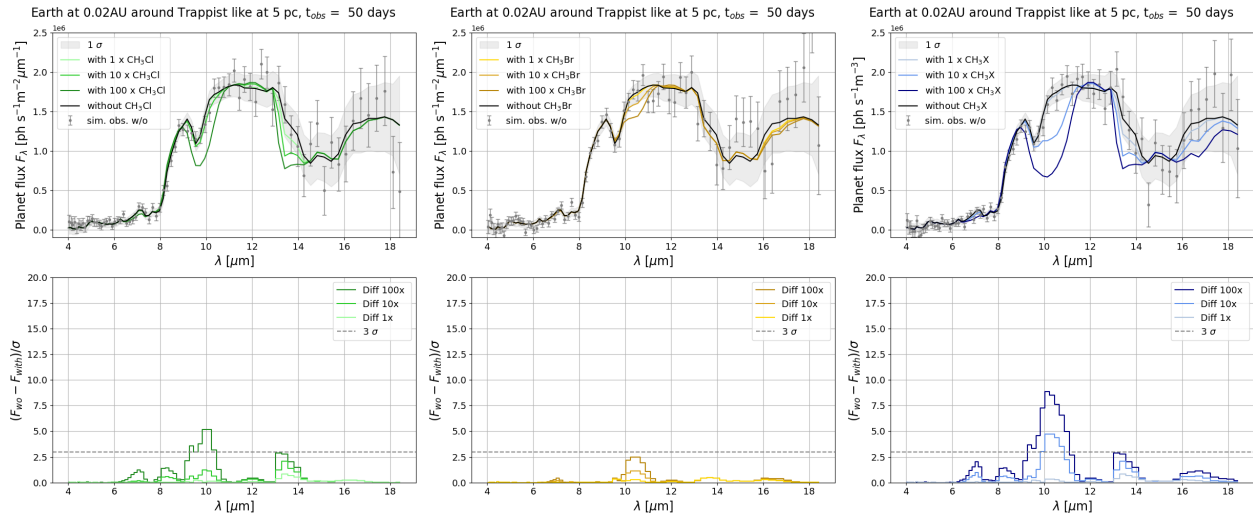 Earth at 0.02AU around Trappist like at 5 pc, t_obs = 50 days
1e6
Planet flux F_λ [ph s⁻¹m⁻²μm⁻¹]
2.5
2.0
1.5
1.0
0.5
0.0
1 σ
with 1 x CH₃Cl
with 10 x CH₃Cl
with 100 x CH₃Cl
without CH₃Cl
sim. obs. w/o
4 6 8 10 12 14 16 18
λ [μm]
Earth at 0.02AU around Trappist like at 5 pc, t_obs = 50 days
1e6
Planet flux F_λ [ph s⁻¹m⁻²μm⁻¹]
2.5
2.0
1.5
1.0
0.5
0.0
1 σ
with 1 x CH₃Br
with 10 x CH₃Br
with 100 x CH₃Br
without CH₃Br
sim. obs. w/o
4 6 8 10 12 14 16 18
λ [μm]
Earth at 0.02AU around Trappist like at 5 pc, t_obs = 50 days
1e6
Planet flux F_λ [ph s⁻¹m⁻³]
2.5
2.0
1.5
1.0
0.5
0.0
1 σ
with 1 x CH₃X
with 10 x CH₃X
with 100 x CH₃X
without CH₃X
sim. obs. w/o
4 6 8 10 12 14 16 18
λ [μm]
(F_wo − F_with)/σ
20.0
17.5
15.0
12.5
10.0
7.5
5.0
2.5
0.0
Diff 100x
Diff 10x
Diff 1x
3 σ
4 6 8 10 12 14 16 18
λ [μm]
(F_wo − F_with)/σ
20.0
17.5
15.0
12.5
10.0
7.5
5.0
2.5
0.0
Diff 100x
Diff 10x
Diff 1x
3 σ
4 6 8 10 12 14 16 18
λ [μm]
(F_wo − F_with)/σ
20.0
17.5
15.0
12.5
10.0
7.5
5.0
2.5
0.0
Diff 100x
Diff 10x
Diff 1x
3 σ
4 6 8 10 12 14 16 18
λ [μm]